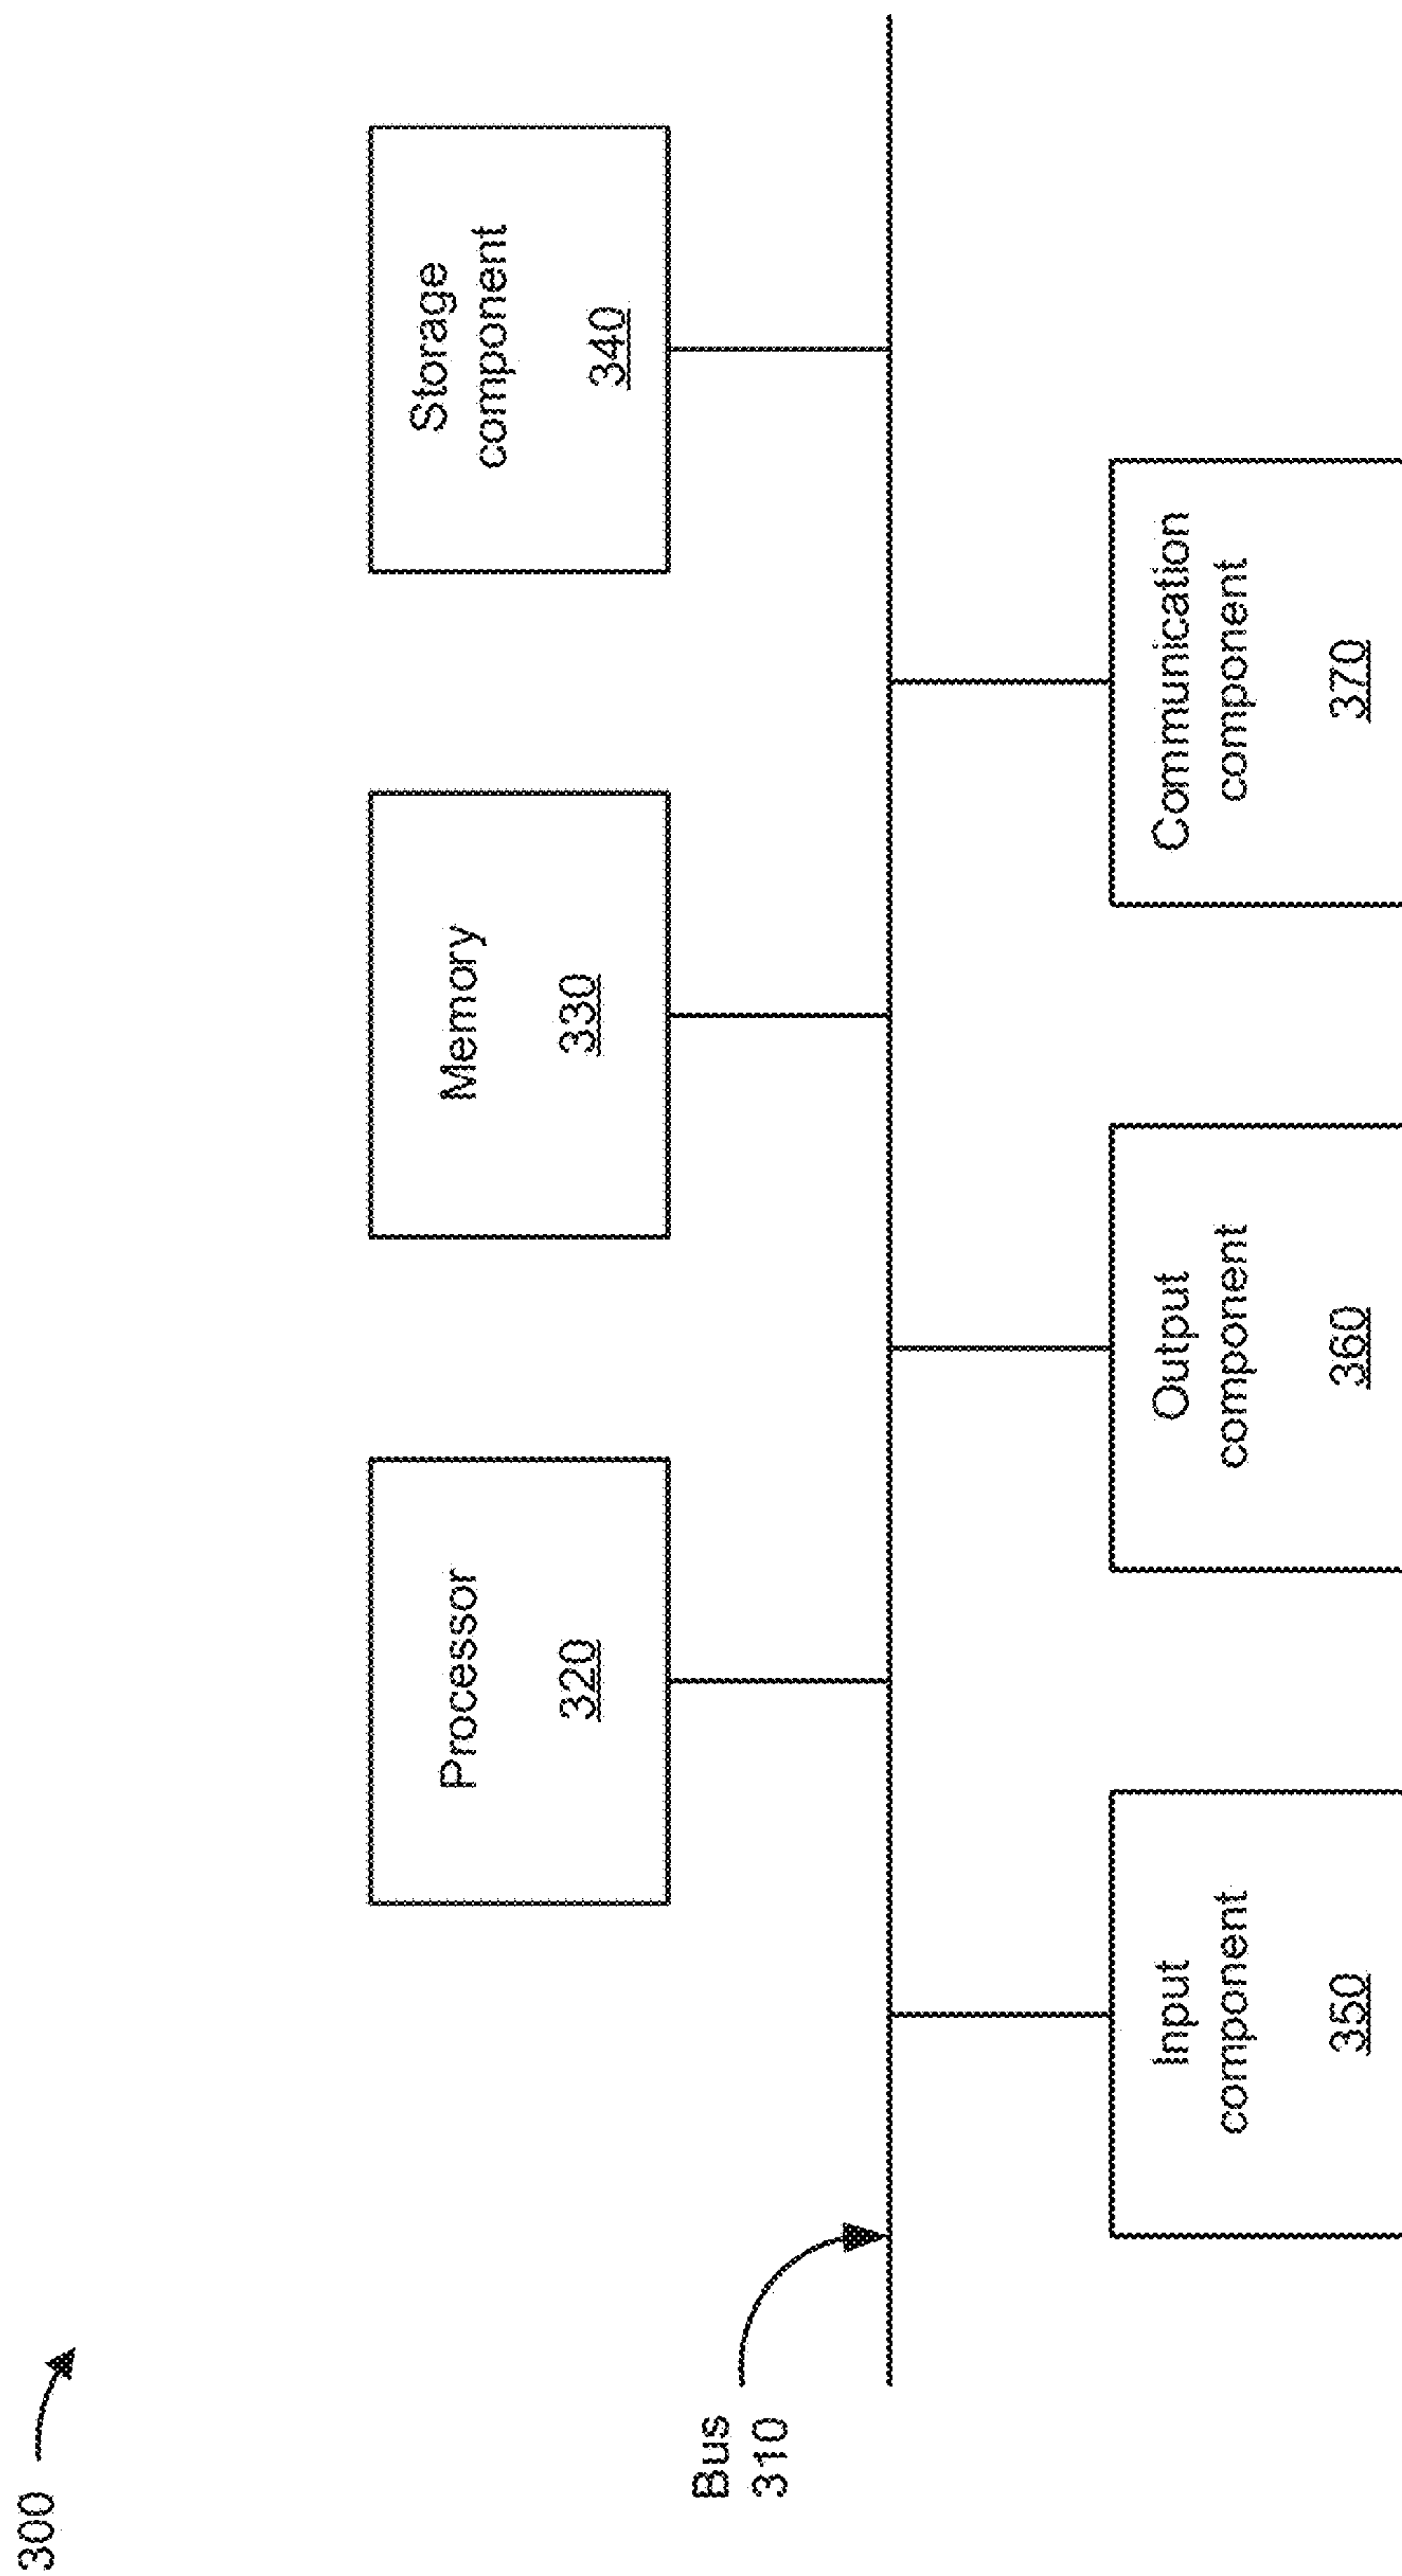 300
Processor
320
Memory
330
Storage
component
340
Bus
310
Input
component
350
Output
component
360
Communication
component
370